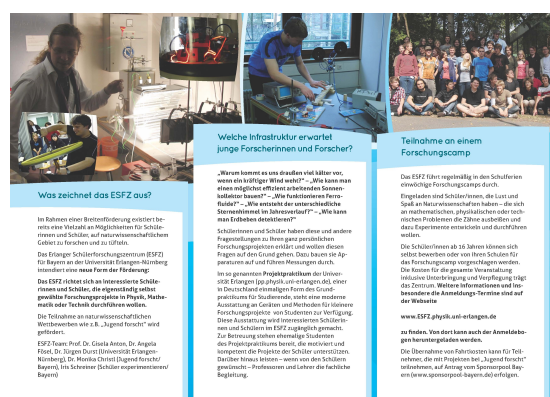 Was zeichnet das ESFZ aus?
Im Rahmen einer Breitenförderung existiert be-
reits eine Vielzahl an Möglichkeiten für Schüle-
rinnen und Schüler, auf naturwissenschaftlichem
Gebiet zu forschen und zu tüfteln.
Das Erlanger Schülerforschungszentrum (ESFZ)
für Bayern an der Universität Erlangen-Nürnberg
intendiert eine neue Form der Förderung:
Das ESFZ richtet sich an interessierte Schüle-
rinnen und Schüler, die eigenständig selbst
gewählte Forschungsprojekte in Physik, Mathe-
matik oder Technik durchführen wollen.
Die Teilnahme an naturwissenschaftlichen
Wettbewerben wie z.B. „Jugend forscht" wird
gefördert.
ESFZ-Team: Prof. Dr. Gisela Anton, Dr. Angela
Fösel, Dr. Jürgen Durst (Universität Erlangen-
Nürnberg), Dr. Monika Christl (Jugend forscht/
Bayern), Iris Schreiner (Schüler experimentieren/
Bayern)
Welche Infrastruktur erwartet
junge Forscherinnen und Forscher?
„Warum kommt es uns draußen viel kälter vor,
wenn ein kräftiger Wind weht?" – „Wie kann man
einen möglichst effizient arbeitenden Sonnen-
kollektor bauen?" – „Wie funktionieren Ferro-
fluide?" – „Wie entsteht der unterschiedliche
Sternenhimmel im Jahresverlauf?" – „Wie kann
man Erdbeben detektieren?"
Schülerinnen und Schüler haben diese und andere
Fragestellungen zu ihren ganz persönlichen
Forschungsprojekten erklärt und wollen diesen
Fragen auf den Grund gehen. Dazu bauen sie Ap-
paraturen auf und führen Messungen durch.
Im so genannten Projektpraktikum der Univer-
sität Erlangen (pp.physik.uni-erlangen.de), einer
in Deutschland einmaligen Form des Grund-
praktikums für Studierende, steht eine moderne
Ausstattung an Geräten und Methoden für kleinere
Forschungsprojekte von Studenten zur Verfügung.
Diese Ausstattung wird interessierten Schülerin-
nen und Schülern im ESFZ zugänglich gemacht.
Zur Betreuung stehen ehemalige Studenten
des Projektpraktikums bereit, die motiviert und
kompetent die Projekte der Schüler unterstützen.
Darüber hinaus leisten – wenn von den Schülern
gewünscht – Professoren und Lehrer die fachliche
Begleitung.
Teilnahme an einem
Forschungscamp
Das ESFZ führt regelmäßig in den Schulferien
einwöchige Forschungscamps durch.
Eingeladen sind Schüler/innen, die Lust und
Spaß an Naturwissenschaften haben – die sich
an mathematischen, physikalischen oder tech-
nischen Problemen die Zähne ausbeißen und
dazu Experimente entwickeln und durchführen
wollen.
Die Schüler/innen ab 16 Jahren können sich
selbst bewerben oder von ihren Schulen für
das Forschungscamp vorgeschlagen werden.
Die Kosten für die gesamte Veranstaltung
inklusive Unterbringung und Verpflegung trägt
das Zentrum. Weitere Informationen und ins-
besondere die Anmeldungs-Termine sind auf
der Webseite
www.ESFZ.physik.uni-erlangen.de
zu finden. Von dort kann auch der Anmeldebo-
gen heruntergeladen werden.
Die Übernahme von Fahrtkosten kann für Teil-
nehmer, die mit Projekten bei „Jugend forscht"
teilnehmen, auf Antrag vom Sponsorpool Bay-
ern (www.sponsorpool-bayern.de) erfolgen.